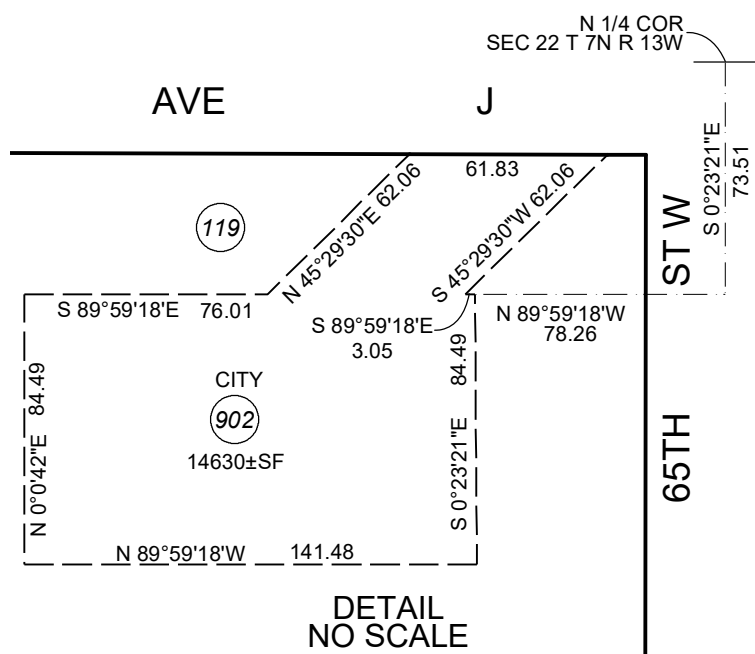 N 1/4 COR
SEC 22 T 7N R 13W
AVE J
S 0°23'21"E
73.51
61.83
N 45°29'30"E 62.06
S 45°29'30"W 62.06
119
ST W
S 89°59'18'E 76.01
S 89°59'18'E
3.05
N 89°59'18'W
78.26
N 0°0'42"E 84.49
CITY
902
14630±SF
S 0°23'21"E 84.49
65TH
N 89°59'18'W 141.48
DETAIL
NO SCALE